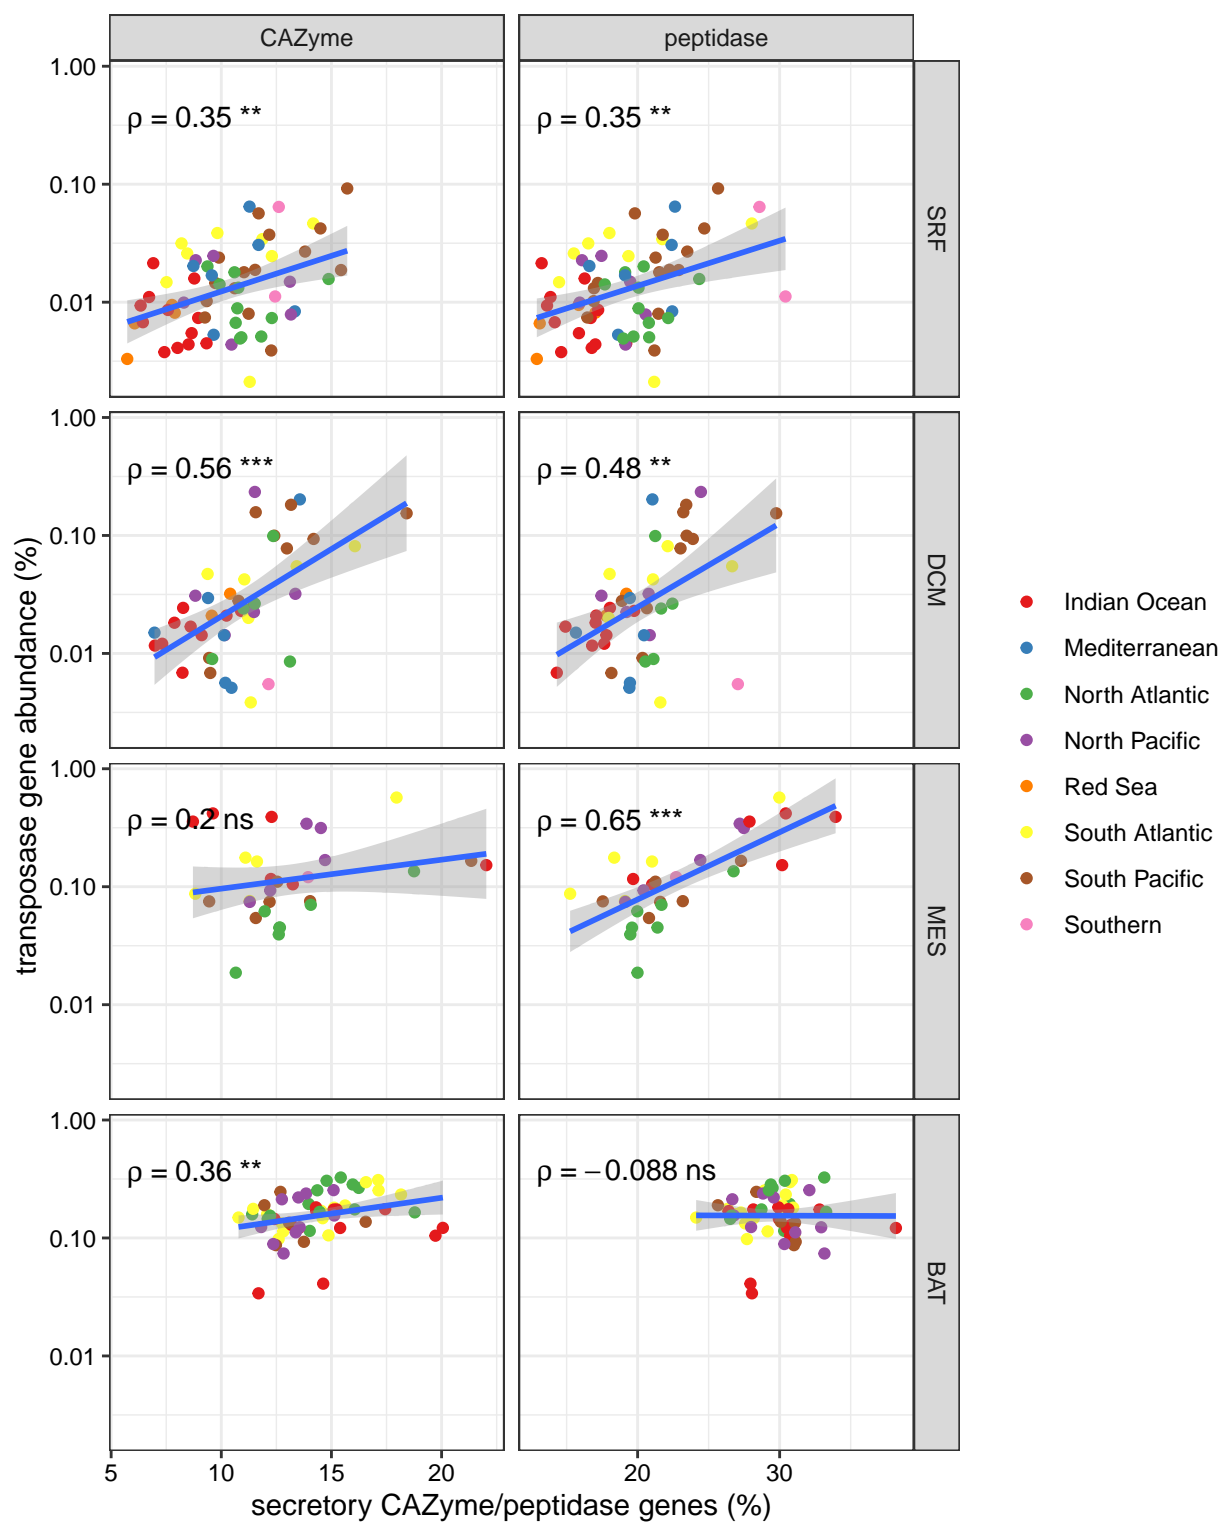 CAZyme
peptidase
1.00
0.10
0.01
ρ = 0.35 **
ρ = 0.35 **
SRF
1.00
0.10
0.01
ρ = 0.56 ***
ρ = 0.48 **
DCM
1.00
0.10
0.01
ρ = 0.2 ns
ρ = 0.65 ***
MES
1.00
0.10
0.01
ρ = 0.36 **
ρ = −0.088 ns
BAT
5 10 15 20
20 30
secretory CAZyme/peptidase genes (%)
transposase gene abundance (%)
Indian Ocean
Mediterranean
North Atlantic
North Pacific
Red Sea
South Atlantic
South Pacific
Southern